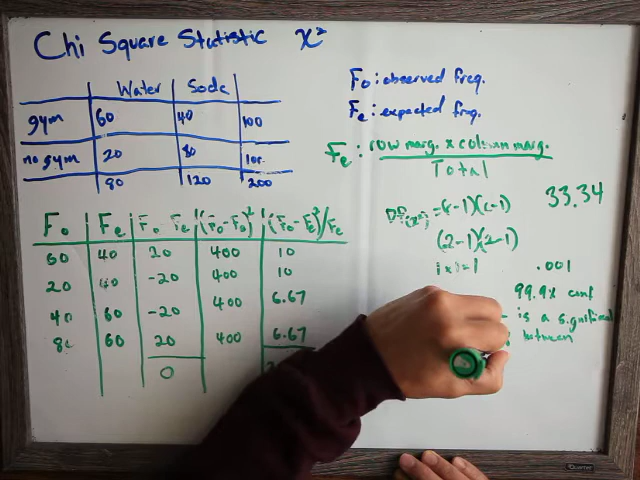 Chi Square Statistic x²
Water Soda
gym 60 40 100
no gym 20 80 100
80 120 200
Fo: observed freq.
Fe: expected freq.
Fe: row marg. x column marg.
Total
33.34
=(r-1)(c-1)
(2-1)(2-1)
1x1=1
.001
99.9% conf
is a significant
between
Fo Fe Fo-Fe (Fo-Fe)² (Fo-Fe)²/Fe
60 40 20 400 10
20 40 -20 400 10
40 60 -20 400 6.67
80 60 20 400 6.67
0